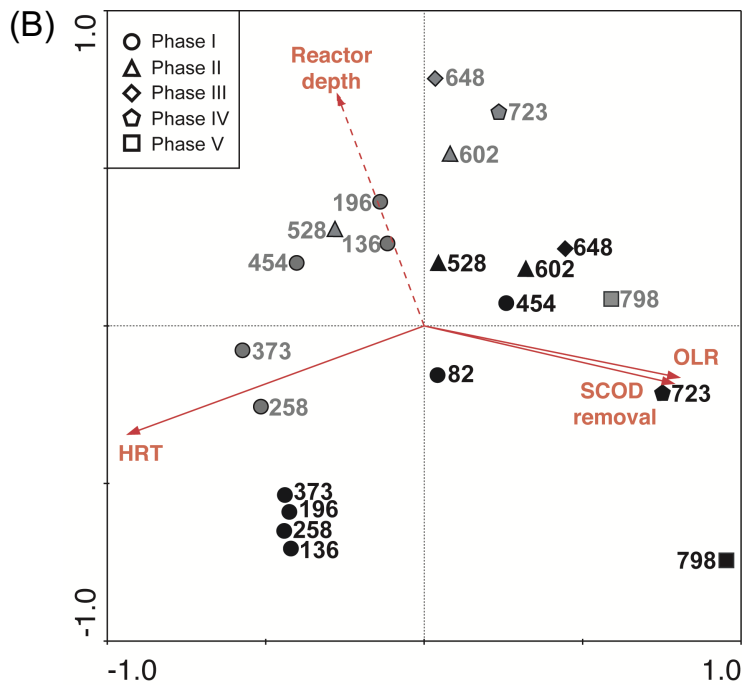 (B)
1.0
Phase I
Phase II
Phase III
Phase IV
Phase V
Reactor
depth
648
723
602
196
528
136
454
528
648
602
798
454
373
82
OLR
SCOD
removal
723
258
HRT
373
196
258
136
798
-1.0
-1.0
1.0